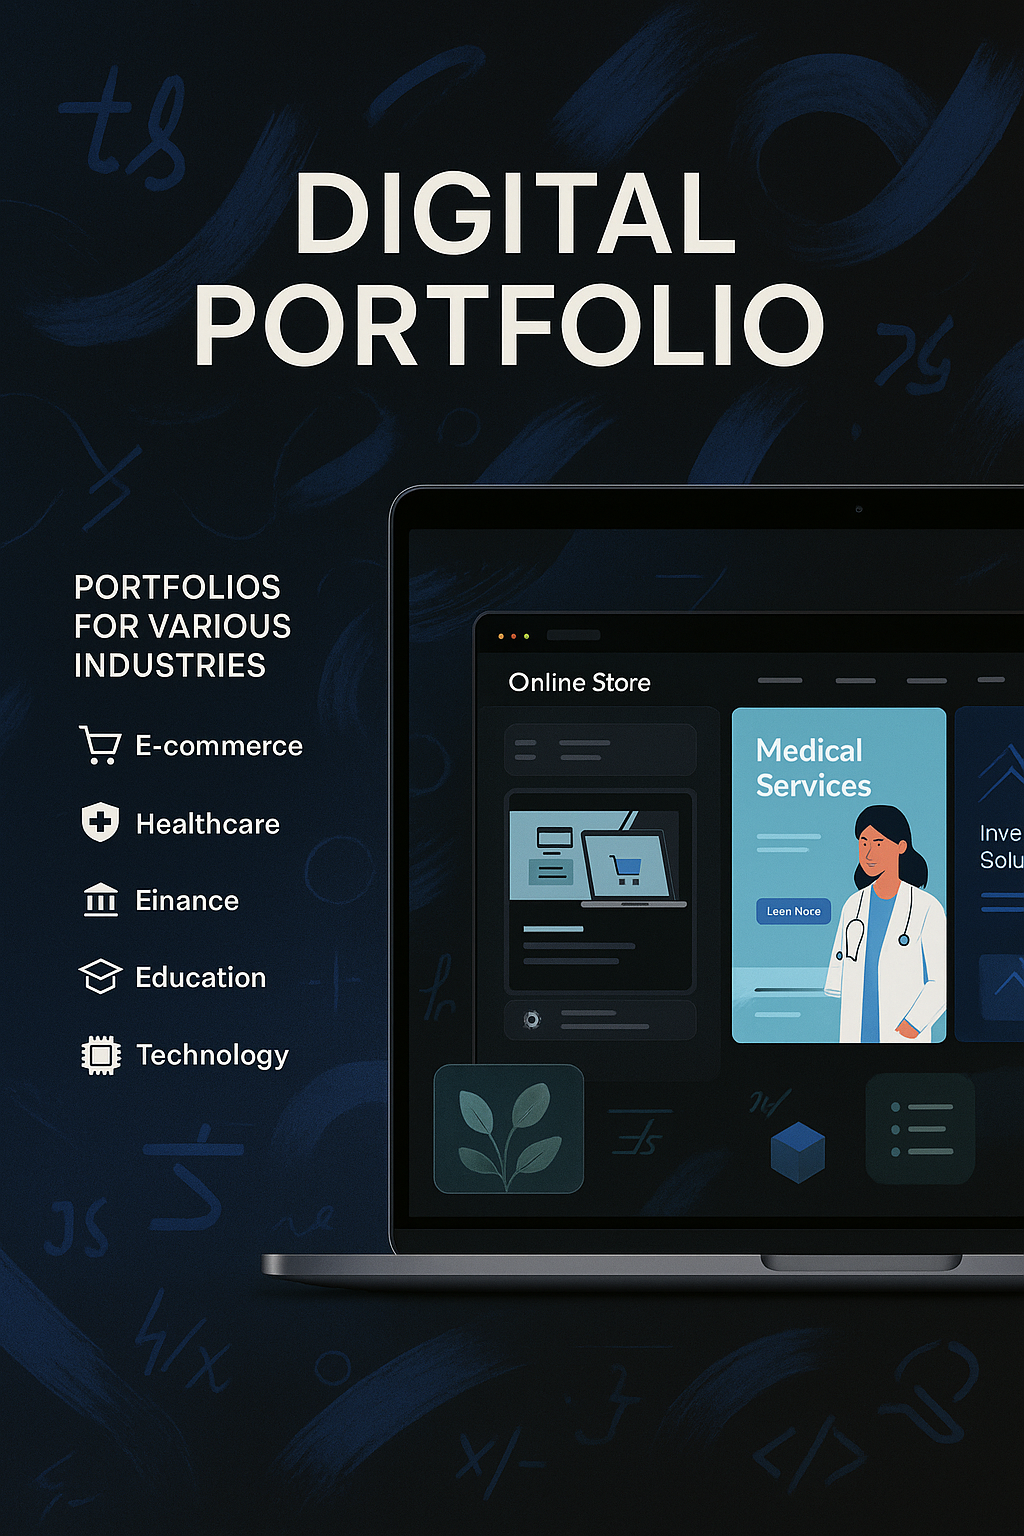 DIGITAL
PORTFOLIO
PORTFOLIOS
FOR VARIOUS
INDUSTRIES
E-commerce
Healthcare
Einance
Education
Technology
Online Store
Medical
Services
Leen Nore
Inve
Solu
JS
</>